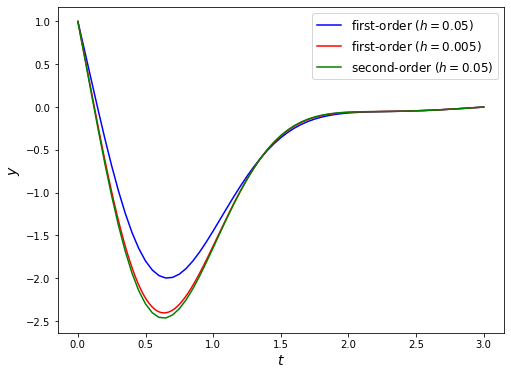 first-order (h = 0.05)
first-order (h = 0.005)
second-order (h = 0.05)
y
1.0
0.5
0.0
−0.5
−1.0
−1.5
−2.0
−2.5
0.0 0.5 1.0 1.5 2.0 2.5 3.0
t